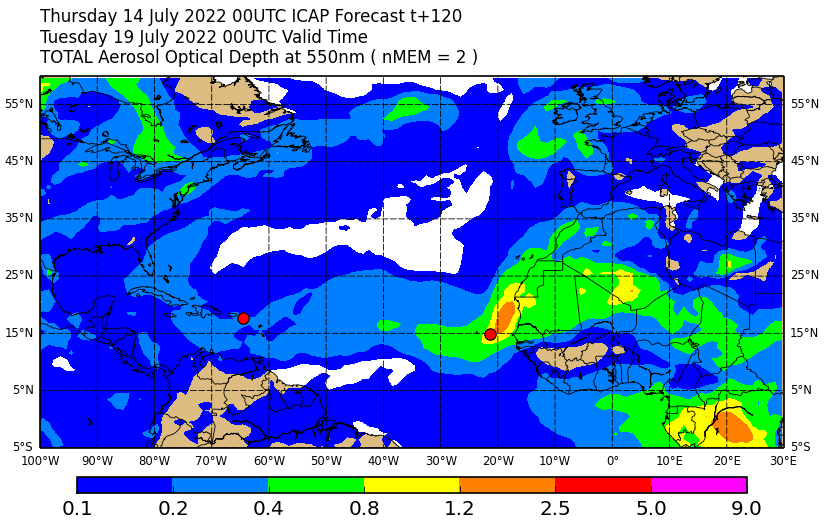 Thursday 14 July 2022 00UTC ICAP Forecast t+120
Tuesday 19 July 2022 00UTC Valid Time
TOTAL Aerosol Optical Depth at 550nm ( nMEM = 2 )
55°N 55°N
45°N 45°N
35°N 35°N
25°N 25°N
15°N 15°N
5°N 5°N
5°S 5°S
100°W 90°W 80°W 70°W 60°W 50°W 40°W 30°W 20°W 10°W 0° 10°E 20°E 30°E
0.1 0.2 0.4 0.8 1.2 2.5 5.0 9.0